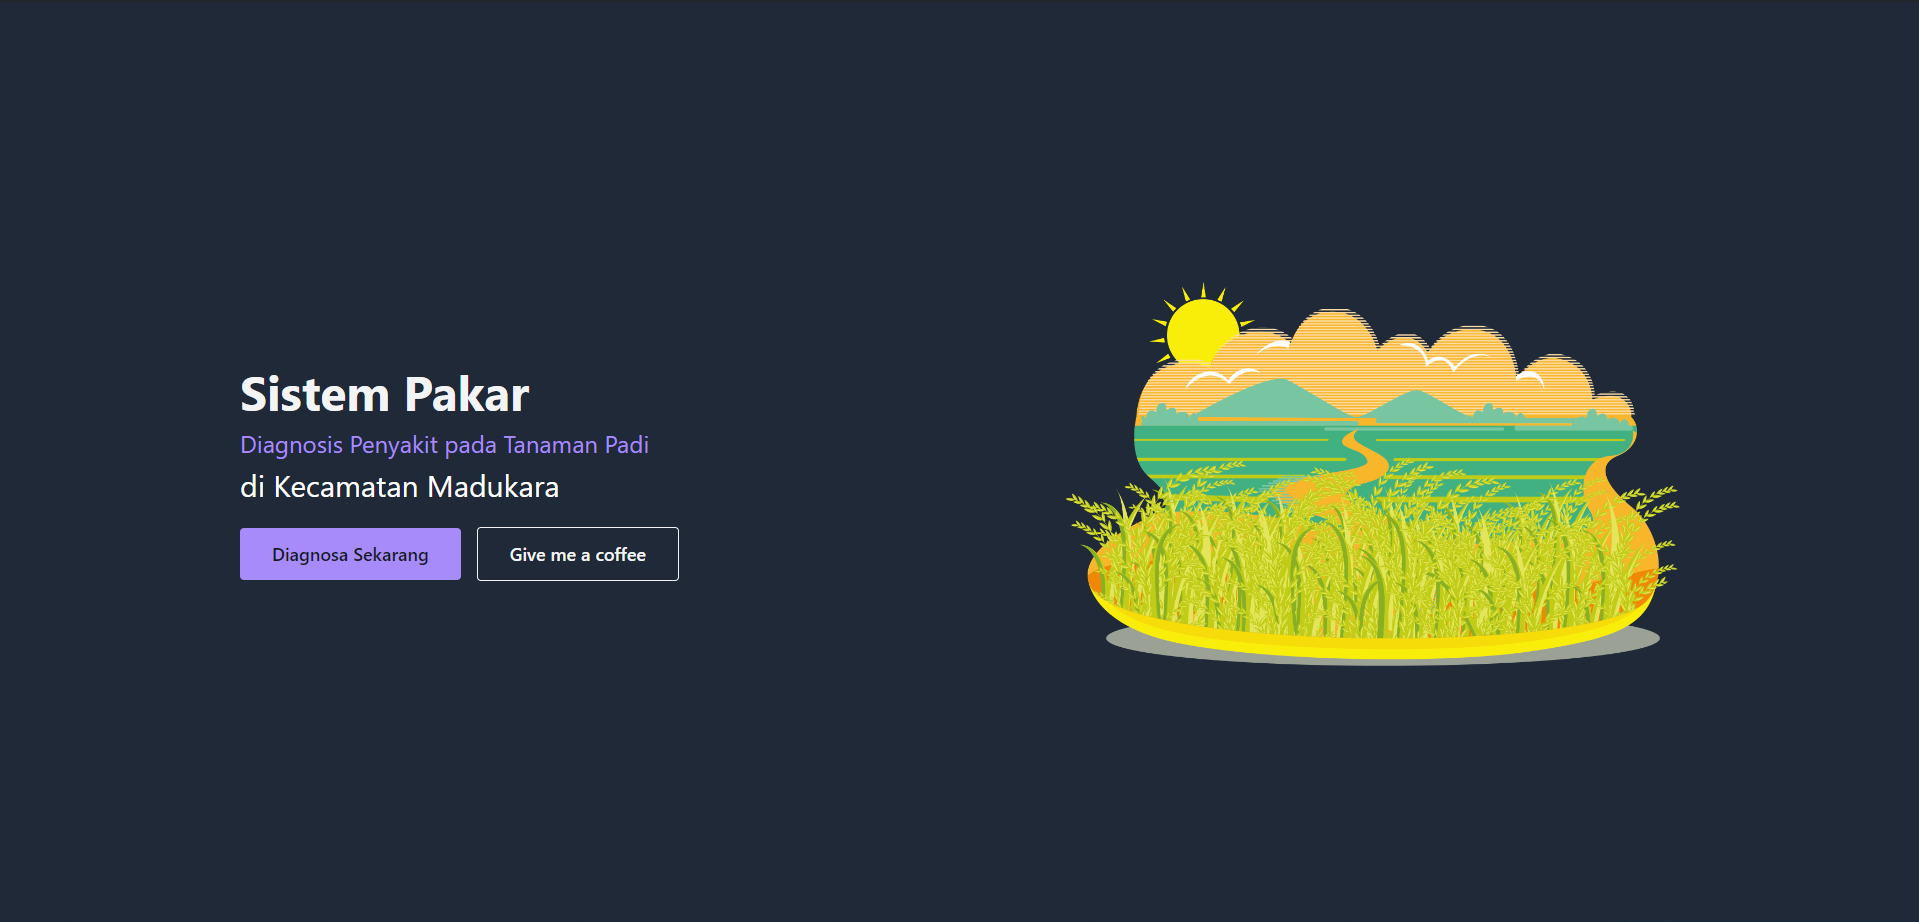 Sistem Pakar
Diagnosis Penyakit pada Tanaman Padi
di Kecamatan Madukara
Diagnosa Sekarang
Give me a coffee